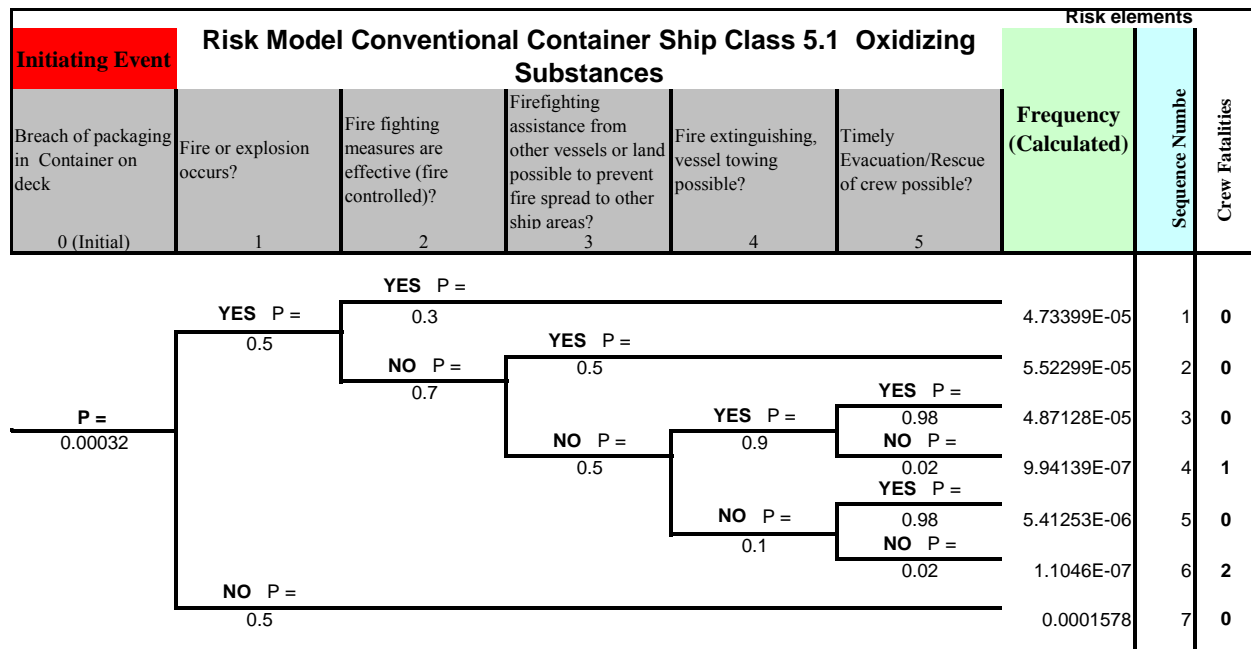 Risk elements
Initiating Event
Risk Model Conventional Container Ship Class 5.1 Oxidizing
Substances
Frequency
(Calculated)
Sequence Numbe
Crew Fatalities
Breach of packaging
in Container on
deck
0 (Initial)
Fire or explosion
occurs?
1
Fire fighting
measures are
effective (fire
controlled)?
2
Firefighting
assistance from
other vessels or land
possible to prevent
fire spread to other
ship areas?
3
Fire extinguishing,
vessel towing
possible?
4
Timely
Evacuation/Rescue
of crew possible?
5
YES P =
0.3
4.73399E-05 1 0
YES P =
0.5
YES P =
0.5
5.52299E-05 2 0
NO P =
0.7
YES P =
0.98
4.87128E-05 3 0
P =
0.00032
YES P =
0.9
NO P =
0.5
NO P =
0.02
9.94139E-07 4 1
YES P =
0.98
5.41253E-06 5 0
NO P =
0.1
NO P =
0.02
1.1046E-07 6 2
NO P =
0.5
0.0001578 7 0